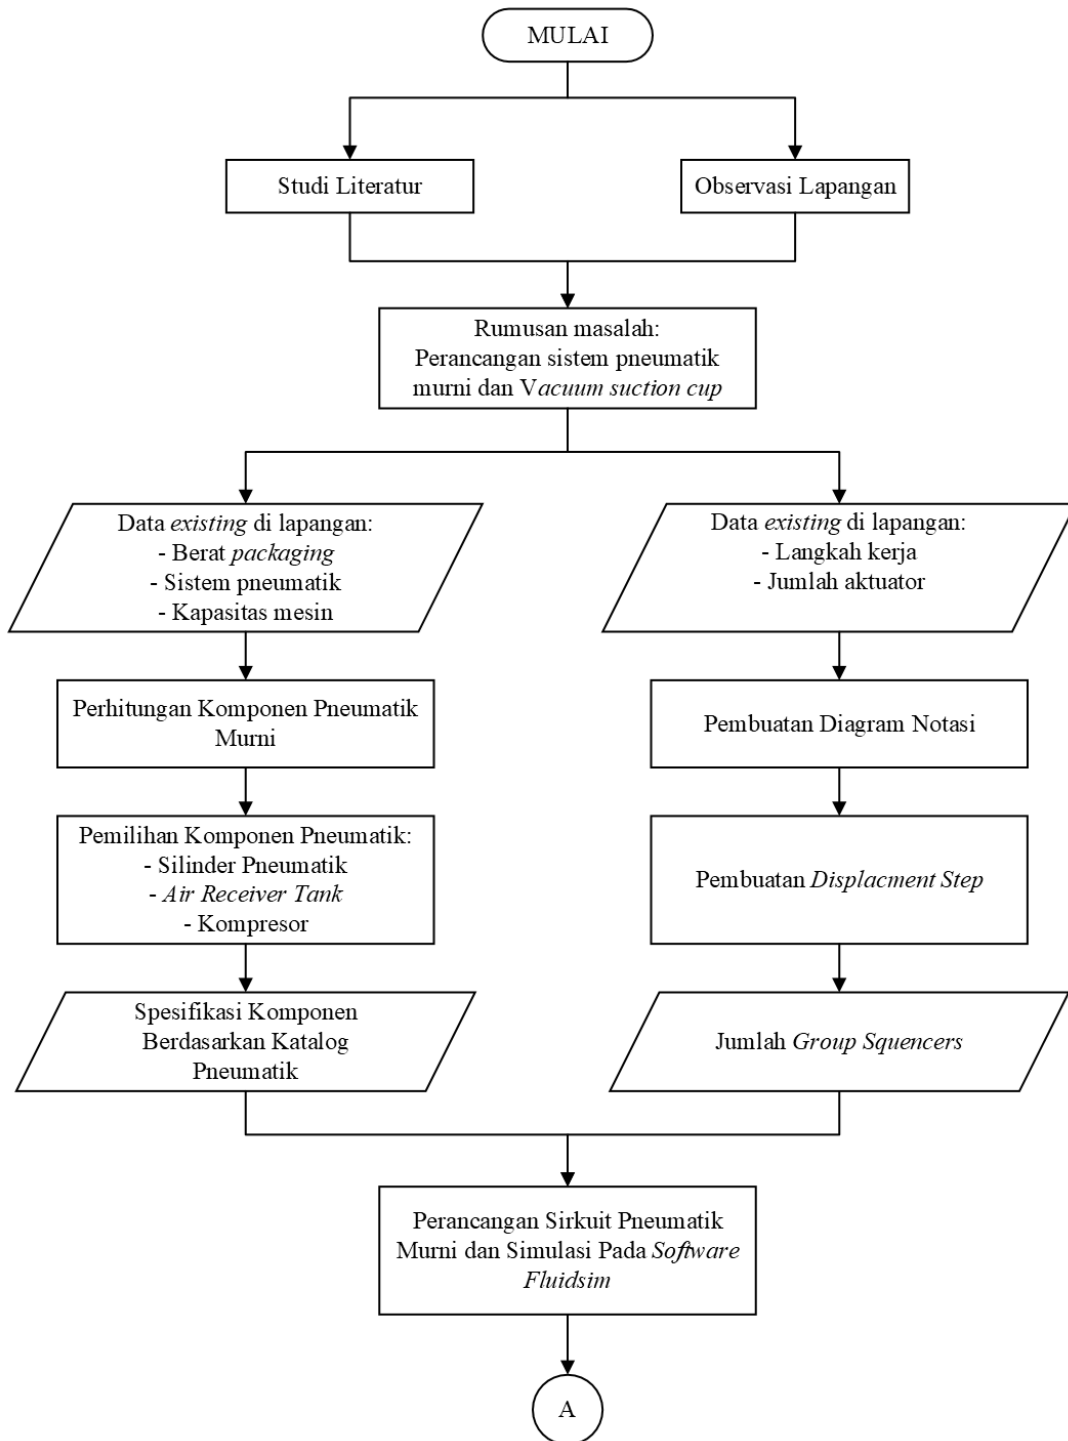 MULAI
Studi Literatur
Observasi Lapangan
Rumusan masalah:
Perancangan sistem pneumatik
murni dan Vacuum suction cup
Data existing di lapangan:
- Berat packaging
- Sistem pneumatik
- Kapasitas mesin
Data existing di lapangan:
- Langkah kerja
- Jumlah aktuator
Perhitungan Komponen Pneumatik
Murni
Pembuatan Diagram Notasi
Pemilihan Komponen Pneumatik:
- Silinder Pneumatik
- Air Receiver Tank
- Kompresor
Pembuatan Displacment Step
Spesifikasi Komponen
Berdasarkan Katalog
Pneumatik
Jumlah Group Squencers
Perancangan Sirkuit Pneumatik
Murni dan Simulasi Pada Software
Fluidsim
A